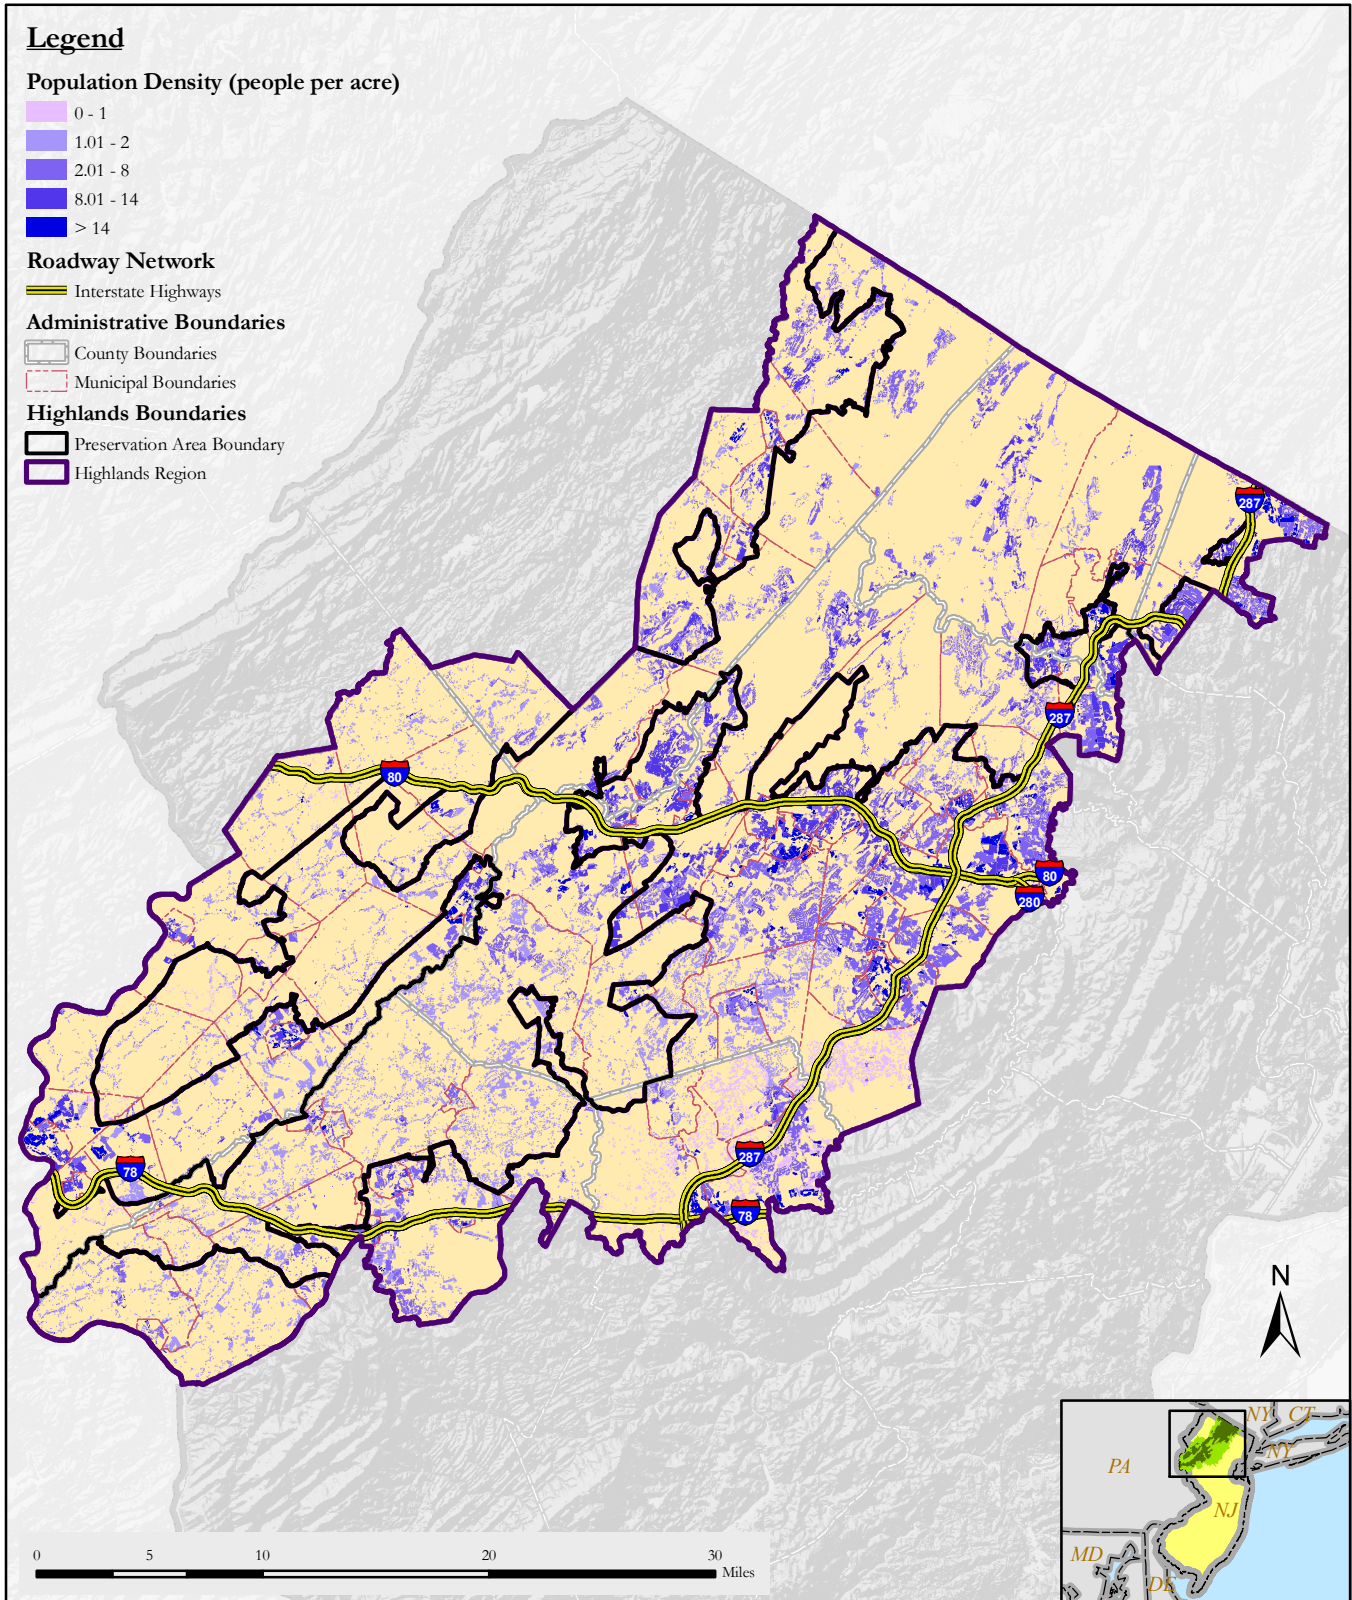 Legend
Population Density (people per acre)
0 - 1
1.01 - 2
2.01 - 8
8.01 - 14
> 14
Roadway Network
Interstate Highways
Administrative Boundaries
County Boundaries
Municipal Boundaries
Highlands Boundaries
Preservation Area Boundary
Highlands Region
287
287
80
80
280
78
287
78
N
NY CT
NY
PA
NJ
MD
DE
0 5 10 20 30
Miles